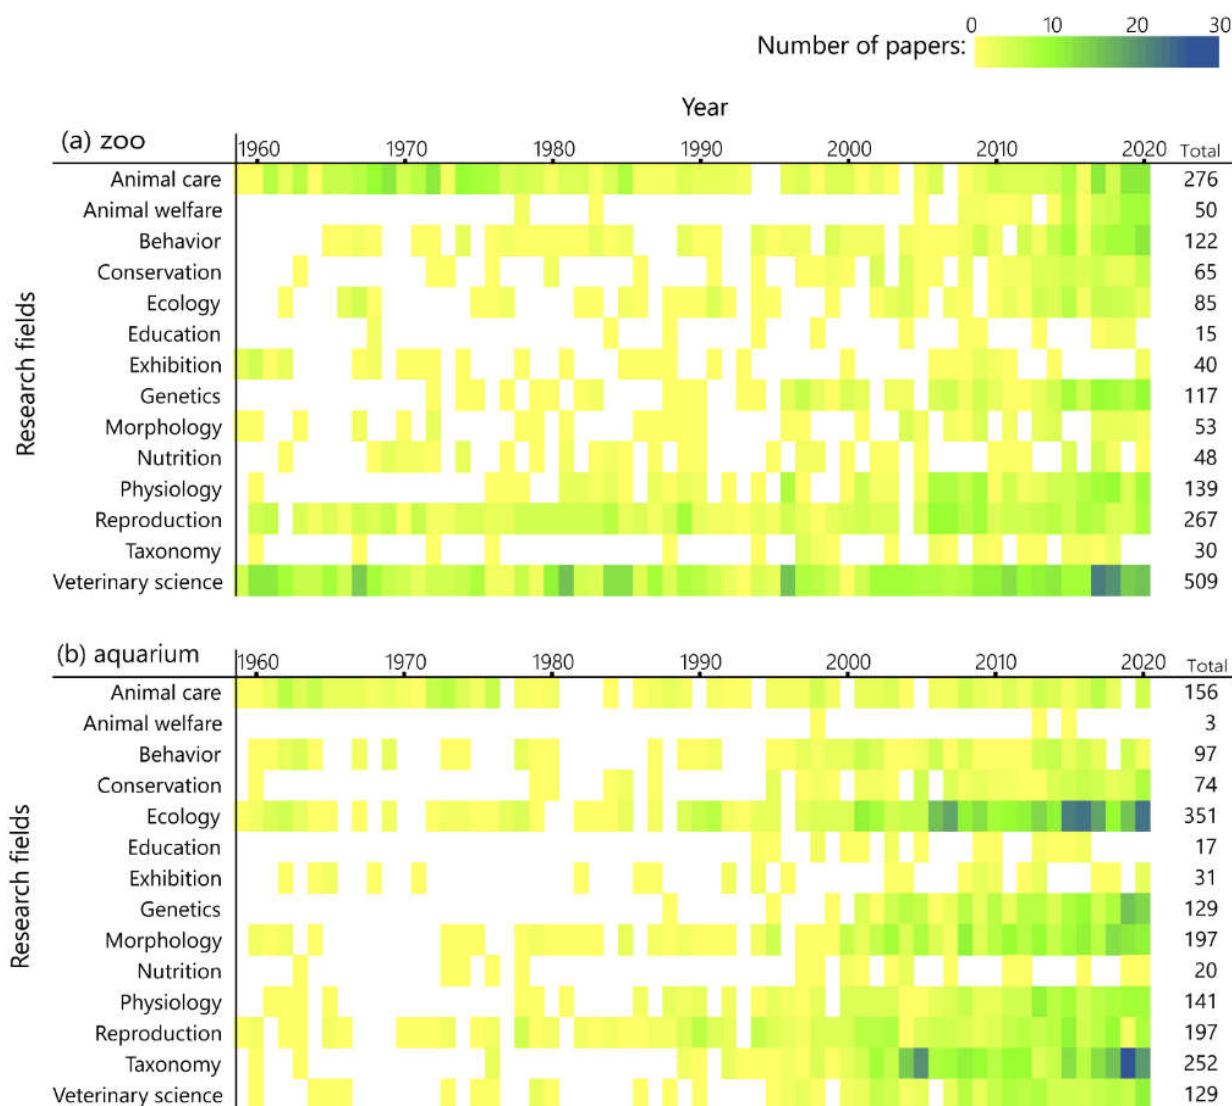 0 10 20 30
Number of papers:
Year
(a) zoo
1960 1970 1980 1990 2000 2010 2020 Total
Research fields
Animal care 276
Animal welfare 50
Behavior 122
Conservation 65
Ecology 85
Education 15
Exhibition 40
Genetics 117
Morphology 53
Nutrition 48
Physiology 139
Reproduction 267
Taxonomy 30
Veterinary science 509
(b) aquarium
1960 1970 1980 1990 2000 2010 2020 Total
Research fields
Animal care 156
Animal welfare 3
Behavior 97
Conservation 74
Ecology 351
Education 17
Exhibition 31
Genetics 129
Morphology 197
Nutrition 20
Physiology 141
Reproduction 197
Taxonomy 252
Veterinary science 129